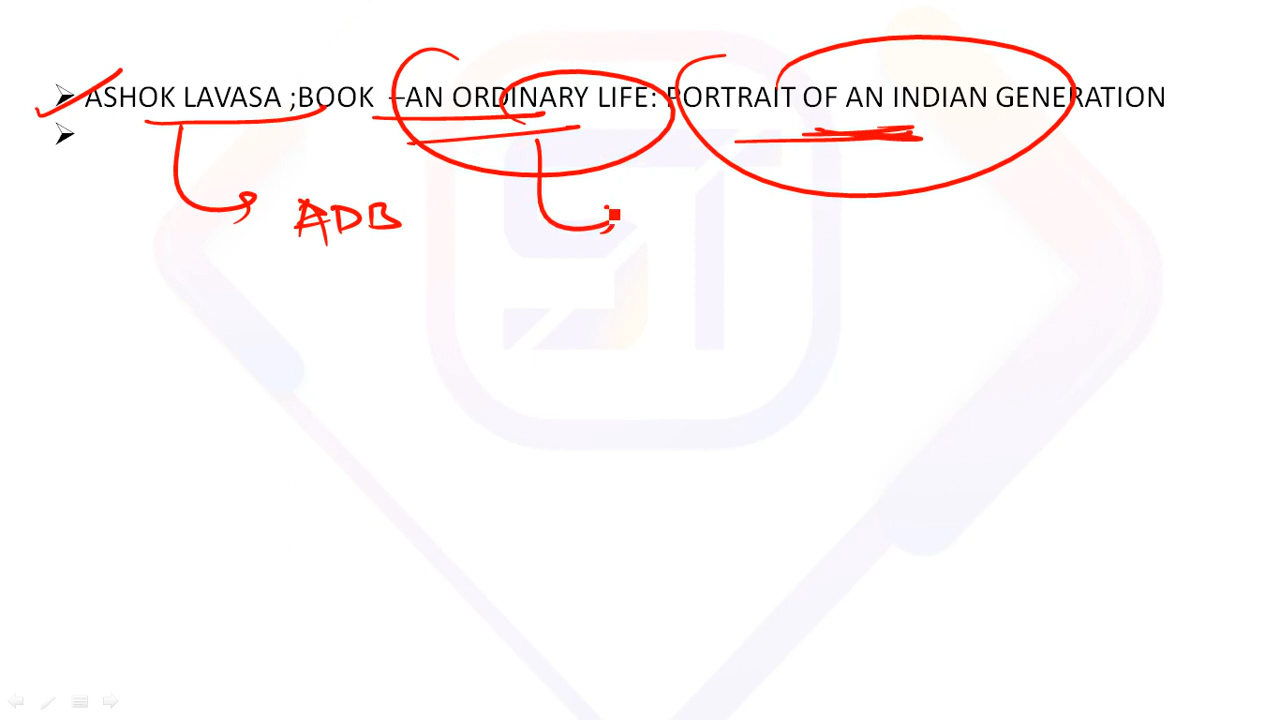 ASHOK LAVASA ;BOOK –AN ORDINARY LIFE: PORTRAIT OF AN INDIAN GENERATION
ADB